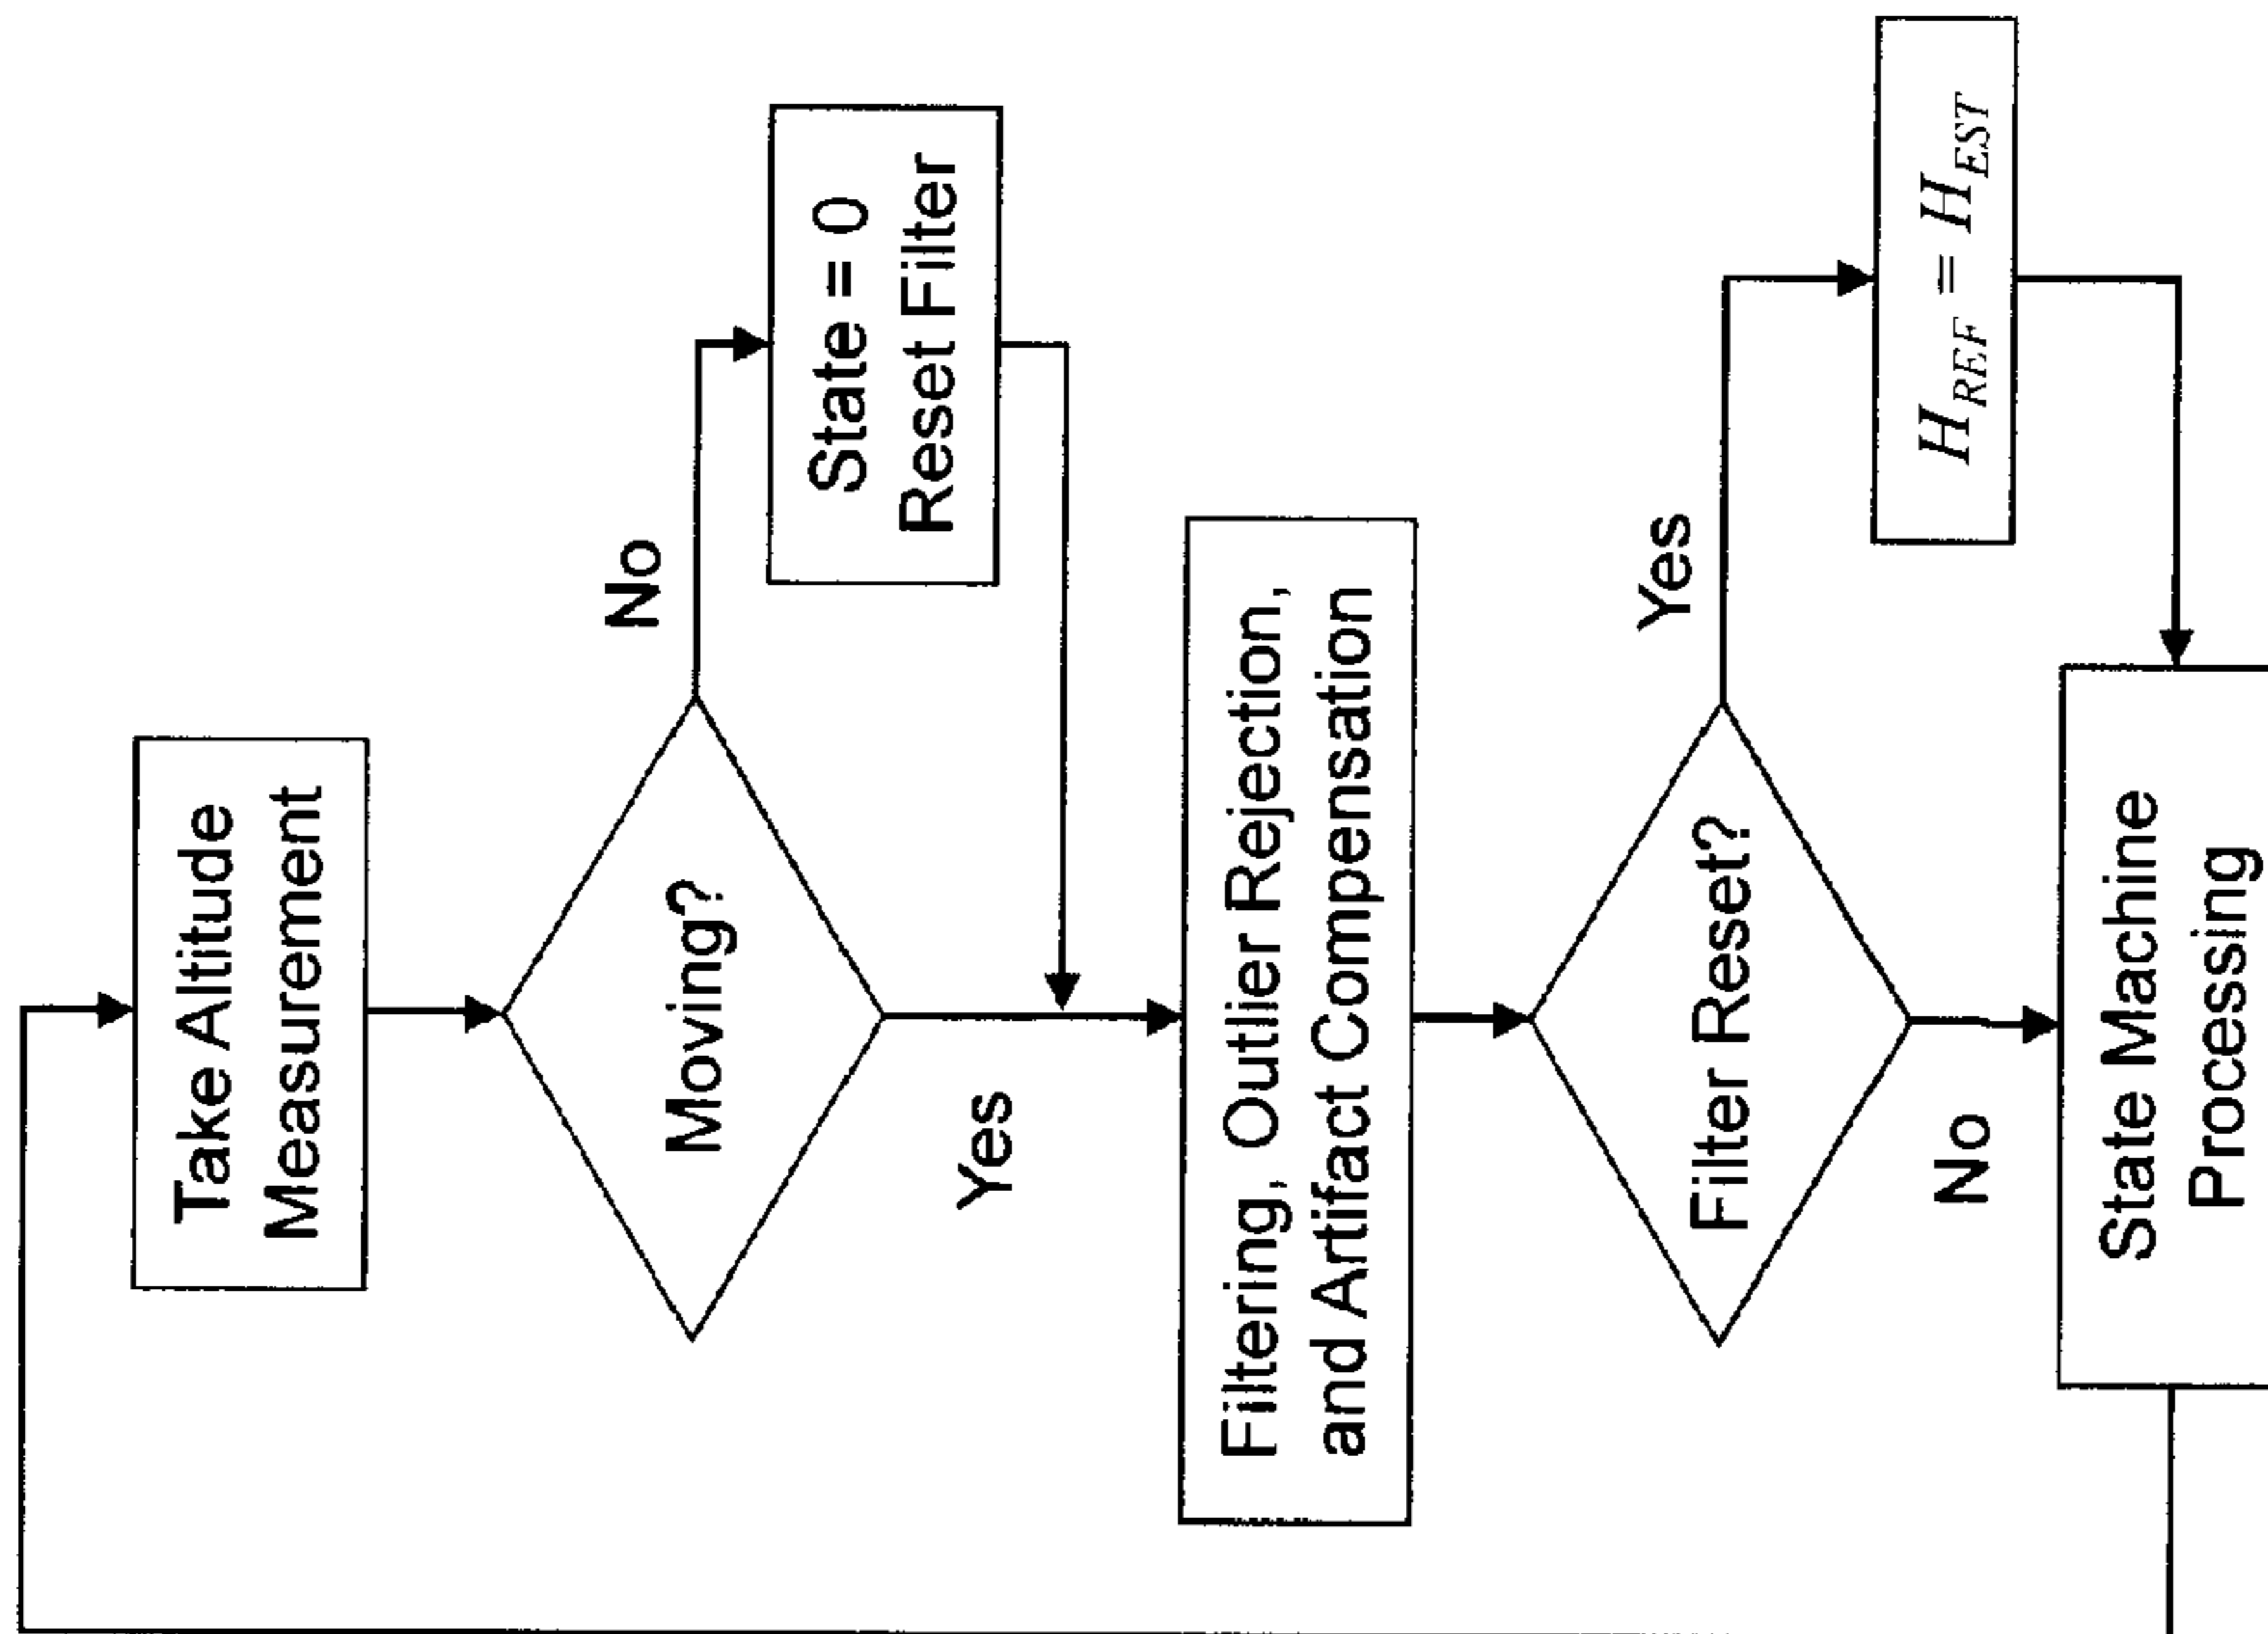 Take Altitude
Measurement
Moving?
No
State = 0
Reset Filter
Yes
Filtering, Outlier Rejection,
and Artifact Compensation
Filter Reset?
Yes
H_REF = H_EST
No
State Machine
Processing